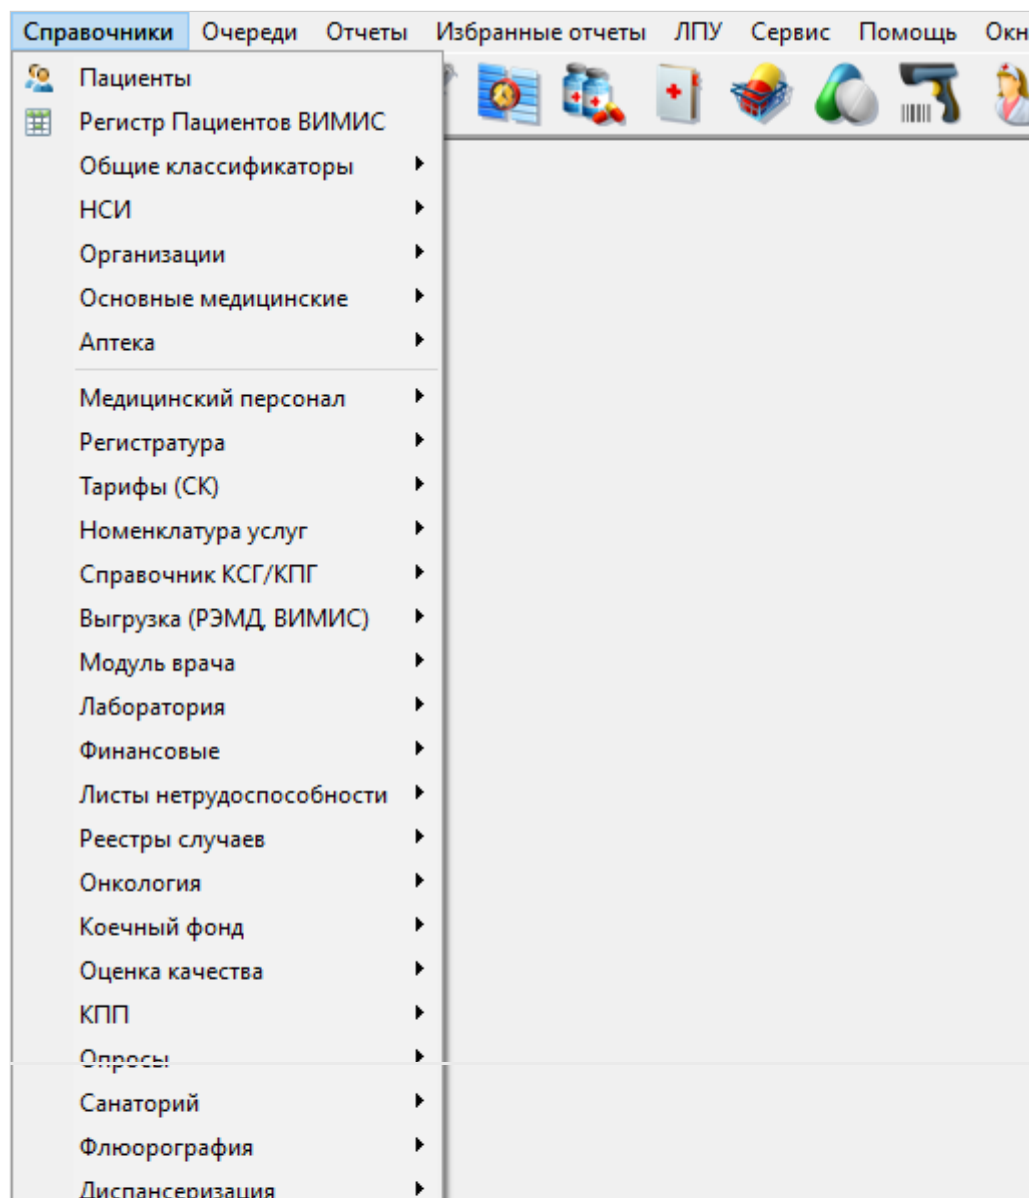 Справочники Очереди Отчеты Избранные отчеты ЛПУ Сервис Помощь Окн
Пациенты
Регистр Пациентов ВИМИС
Общие классификаторы
НСИ
Организации
Основные медицинские
Аптека
Медицинский персонал
Регистратура
Тарифы (СК)
Номенклатура услуг
Справочник КСГ/КПГ
Выгрузка (РЭМД, ВИМИС)
Модуль врача
Лаборатория
Финансовые
Листы нетрудоспособности
Реестры случаев
Онкология
Коечный фонд
Оценка качества
КПП
Опросы
Санаторий
Флюорография
Диспансеризация